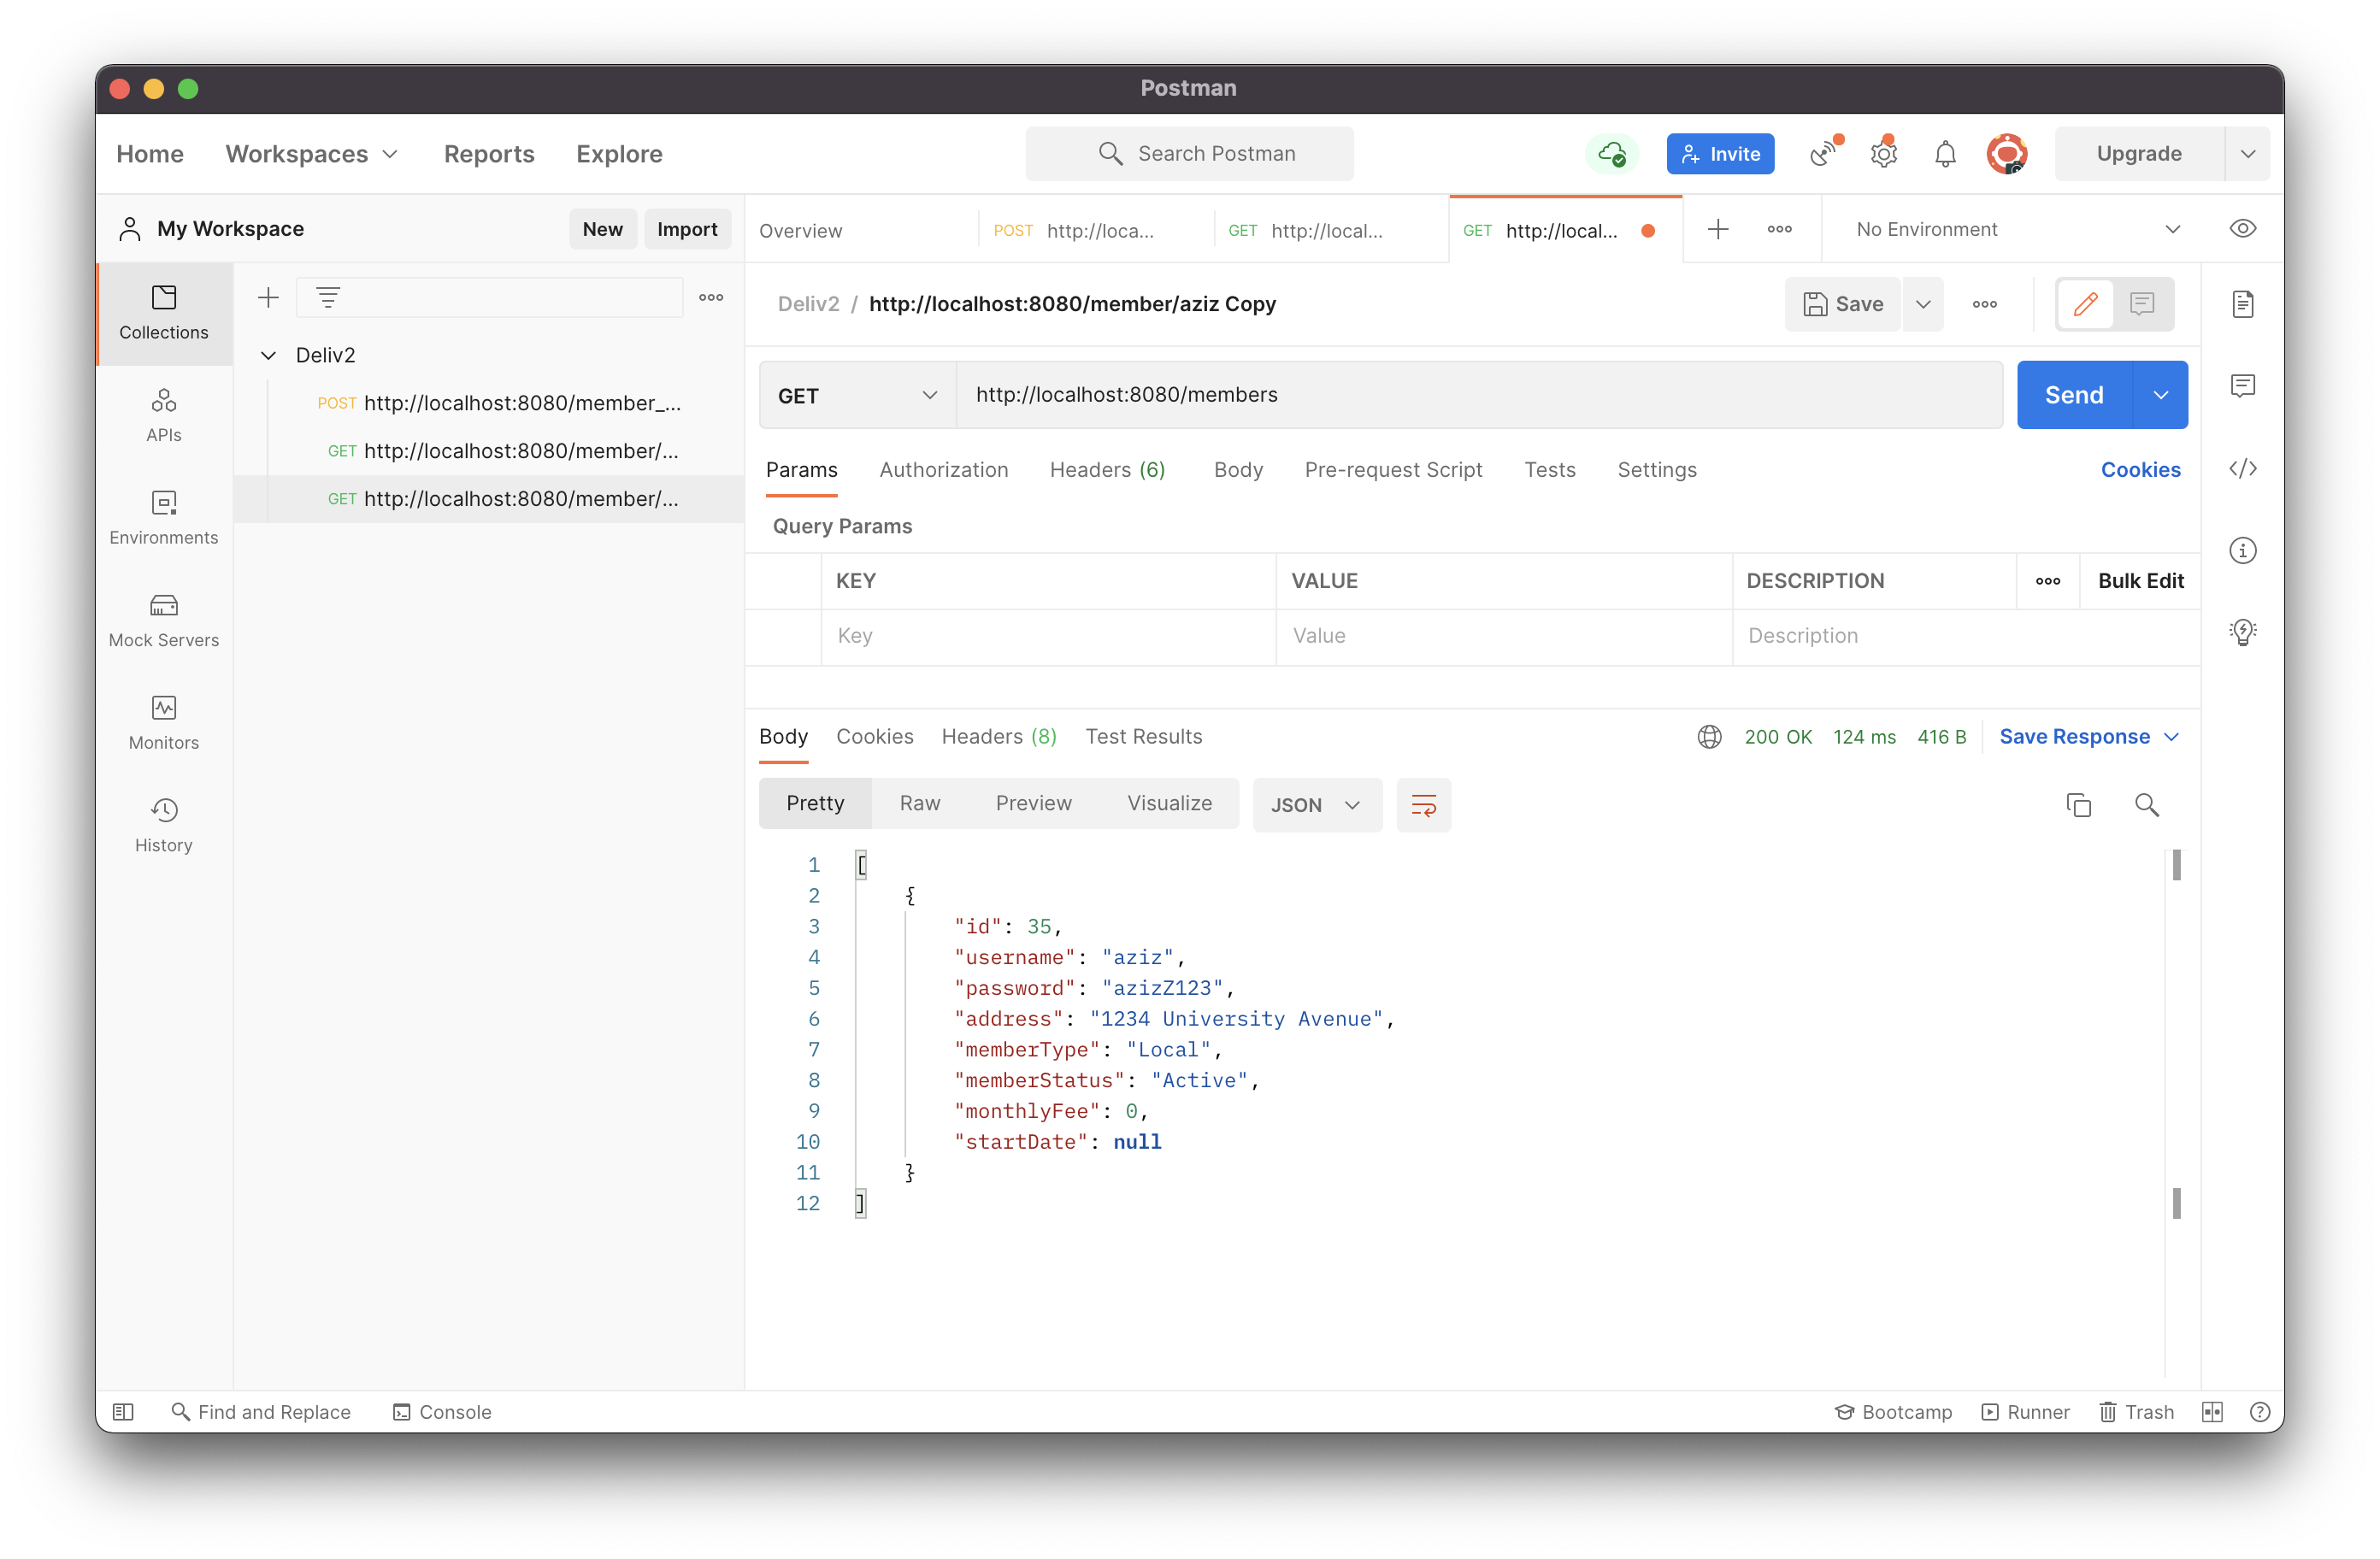 Postman
Home Workspaces Reports Explore Search Postman Invite Upgrade
My Workspace New Import Overview POST http://loca... GET http://local... GET http://local... No Environment
Collections
Deliv2 / http://localhost:8080/member/aziz Copy Save
Deliv2
POST http://localhost:8080/member_...
GET http://localhost:8080/member/...
GET http://localhost:8080/member/...
APIs
Environments
Mock Servers
Monitors
History
GET http://localhost:8080/members Send
Params Authorization Headers (6) Body Pre-request Script Tests Settings Cookies
Query Params
KEY VALUE DESCRIPTION Bulk Edit
Key Value Description
Body Cookies Headers (8) Test Results 200 OK 124 ms 416 B Save Response
Pretty Raw Preview Visualize JSON
1 [
2 {
3 "id": 35,
4 "username": "aziz",
5 "password": "azizZ123",
6 "address": "1234 University Avenue",
7 "memberType": "Local",
8 "memberStatus": "Active",
9 "monthlyFee": 0,
10 "startDate": null
11 }
12 ]
Find and Replace Console Bootcamp Runner Trash